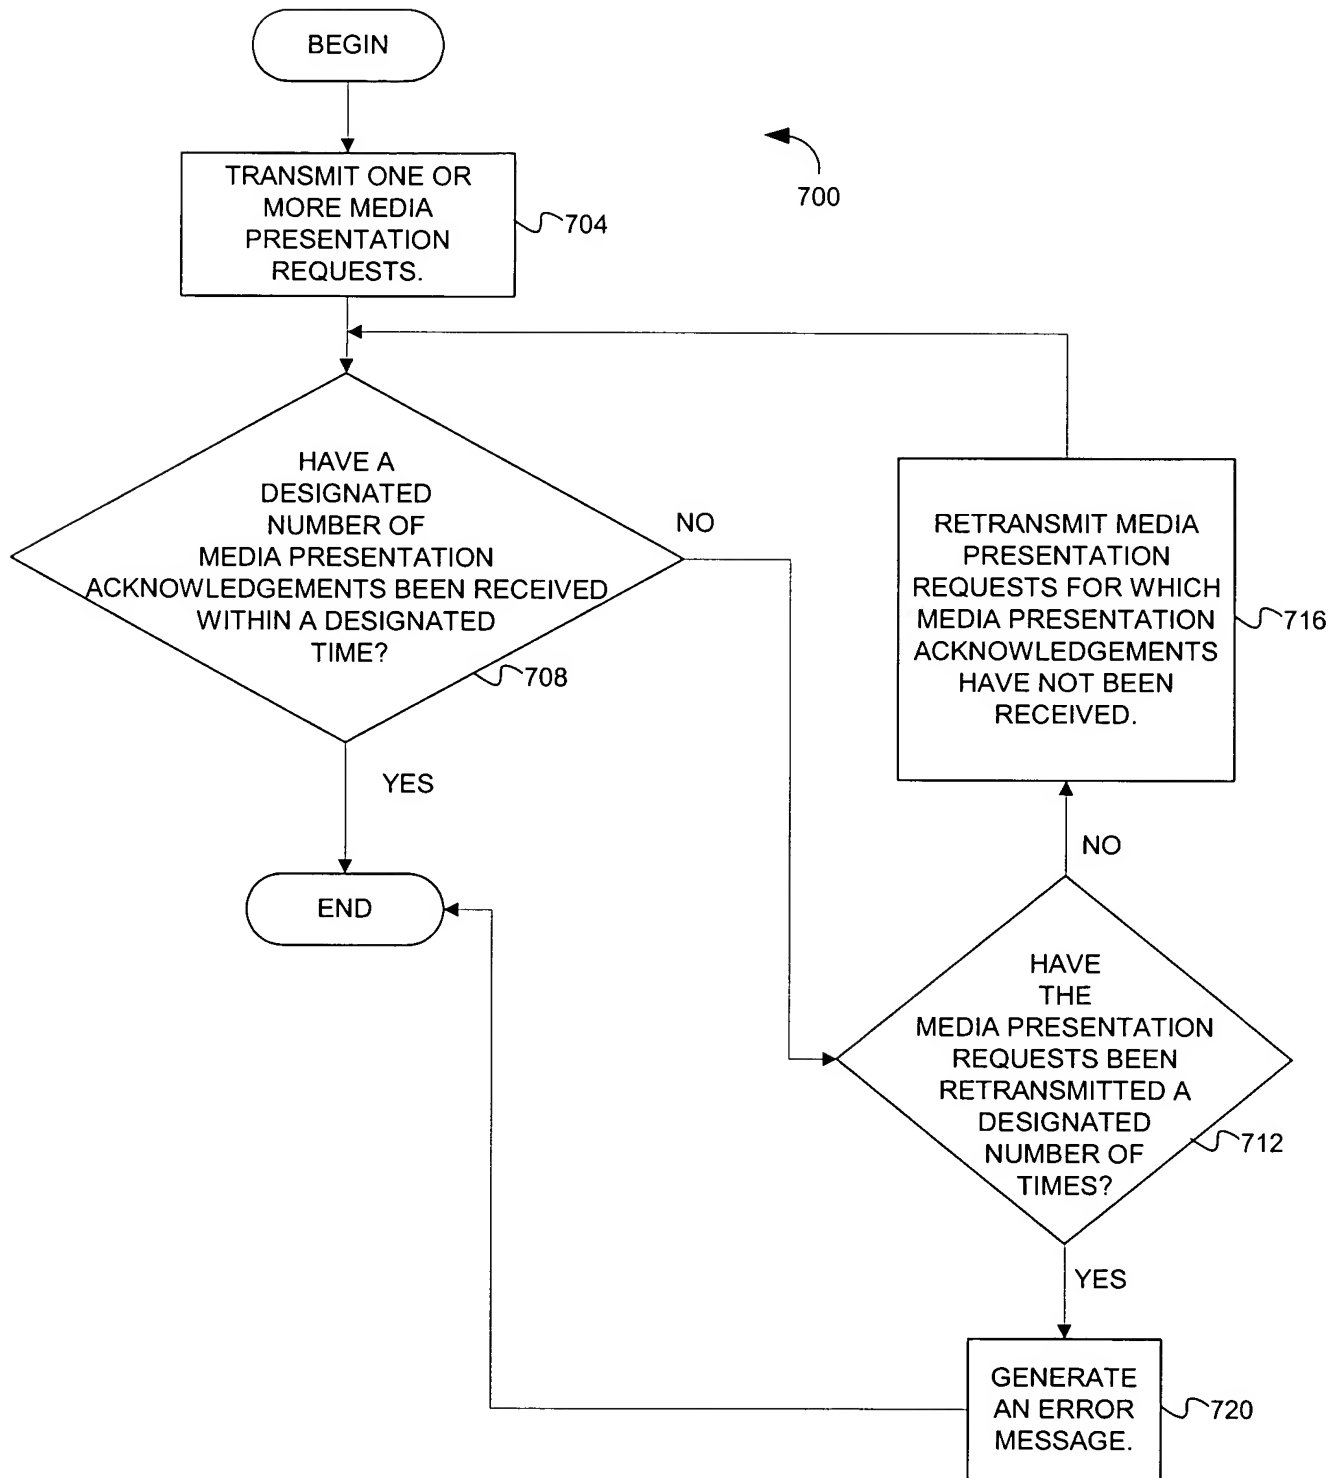 BEGIN
TRANSMIT ONE OR
MORE MEDIA
PRESENTATION
REQUESTS.
704
700
HAVE A
DESIGNATED
NUMBER OF
MEDIA PRESENTATION
ACKNOWLEDGEMENTS BEEN RECEIVED
WITHIN A DESIGNATED
TIME?
708
NO
YES
END
RETRANSMIT MEDIA
PRESENTATION
REQUESTS FOR WHICH
MEDIA PRESENTATION
ACKNOWLEDGEMENTS
HAVE NOT BEEN
RECEIVED.
716
NO
HAVE
THE
MEDIA PRESENTATION
REQUESTS BEEN
RETRANSMITTED A
DESIGNATED
NUMBER OF
TIMES?
712
YES
GENERATE
AN ERROR
MESSAGE.
720